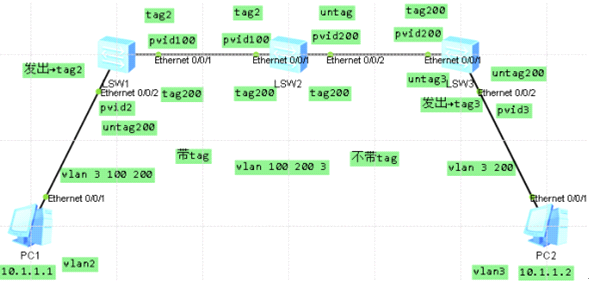 tag2
tag2
untag
tag200
pvid100
pvid100
pvid200
pvid200
Ethernet 0/0/1
Ethernet 0/0/1
Ethernet 0/0/2
Ethernet 0/0/1
发出→tag2
LSW1
LSW2
LSW3
untag200
untag3
Ethernet 0/0/2
Ethernet 0/0/2
tag200
tag200
tag200
发出→tag3
pvid2
pvid3
untag200
带tag
不带tag
vlan 3 100 200
vlan 100 200 3
vlan 3 200
Ethernet 0/0/1
Ethernet 0/0/1
PC1
PC2
vlan2
10.1.1.1
vlan3
10.1.1.2